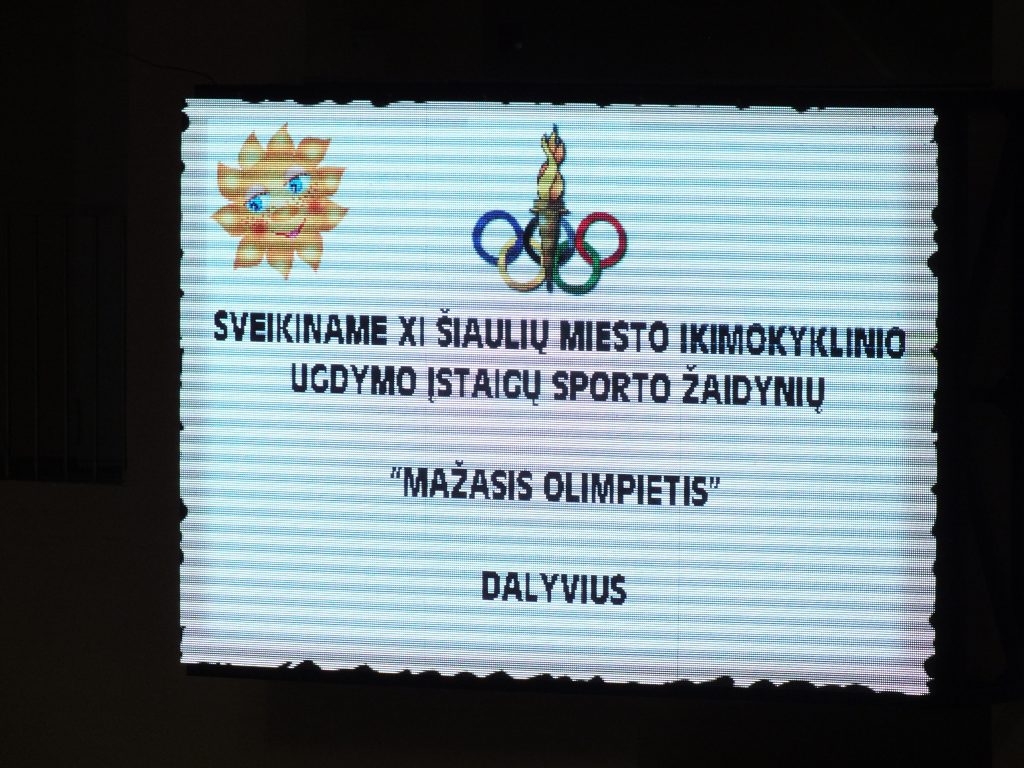 SVEIKINAME XI ŠIAULIŲ MIESTO IKIMOKYKLINIO
UGDYMO ĮSTAIGŲ SPORTO ŽAIDYNIŲ
"MAŽASIS OLIMPIETIS"
DALYVIUS